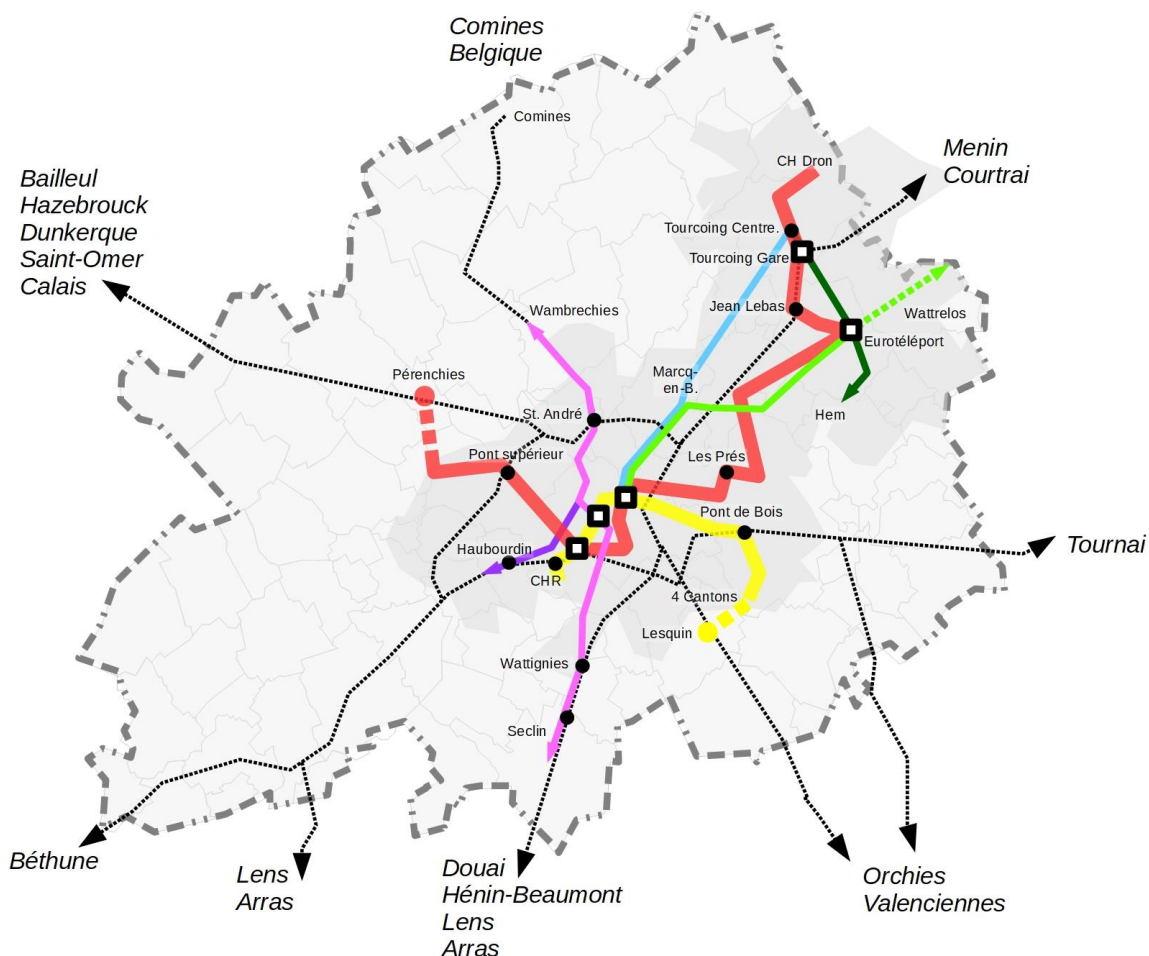 Comines
Belgique
Comines
Menin
Courtrai
CH Dron
Bailleul
Hazebrouck
Dunkerque
Saint-Omer
Calais
Tourcoing Centre.
Tourcoing Gare
Jean Lebas
Wattrelos
Wambrechies
Eurotéléport
Pérenchies
Marcq-
en-B.
St. André
Hem
Pont supérieur
Les Prés
Pont de Bois
Haubourdin
Tournai
CHR
4 Cantons
Lesquin
Wattignies
Seclin
Béthune
Lens
Arras
Douai
Hénin-Beaumont
Lens
Arras
Orchies
Valenciennes